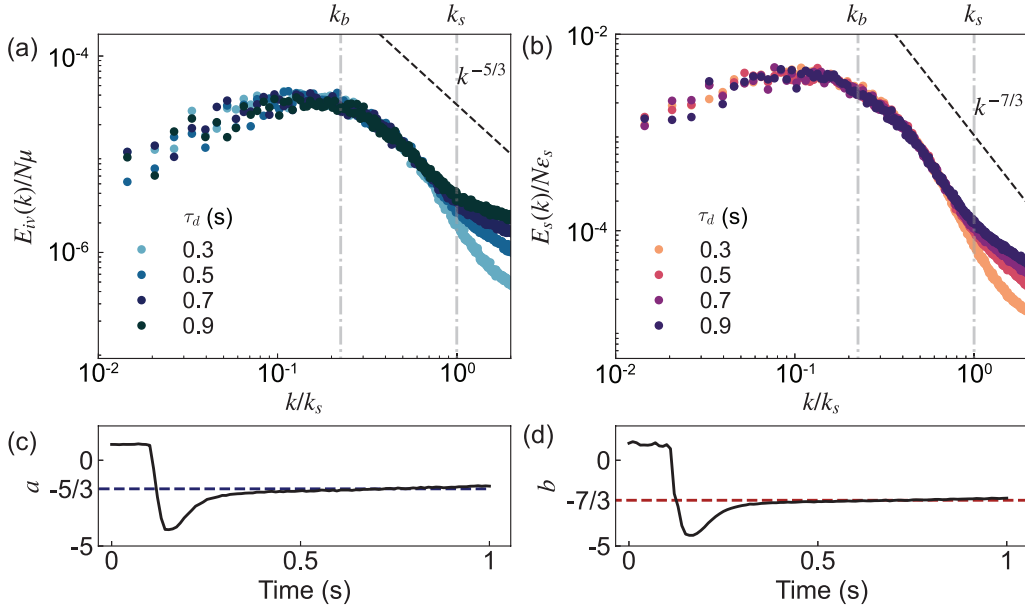 k_b k_s
(a)
10^-4
k^-5/3
E_iv(k)/Nμ
10^-5
10^-6
τ_d (s)
0.3
0.5
0.7
0.9
10^-2 10^-1 10^0
k/k_s
k_b k_s
(b)
10^-2
k^-7/3
E_s(k)/Nε_s
10^-4
τ_d (s)
0.3
0.5
0.7
0.9
10^-2 10^-1 10^0
k/k_s
(c)
a
0
-5/3
-5
0 0.5 1
Time (s)
(d)
b
0
-7/3
-5
0 0.5 1
Time (s)